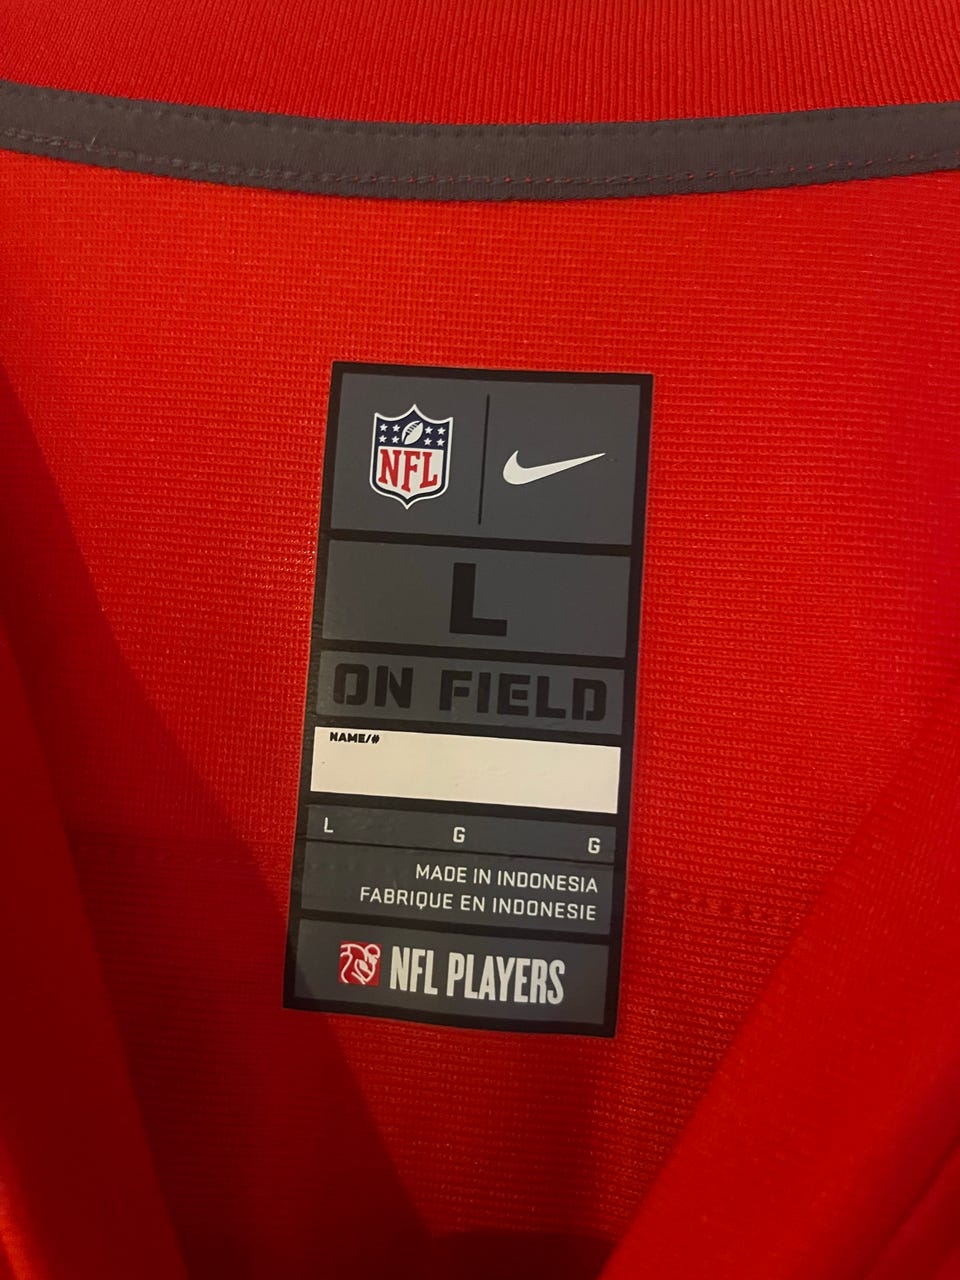 NFL
L
ON FIELD
NAME/#
L G G
MADE IN INDONESIA
FABRIQUE EN INDONESIE
NFL PLAYERS